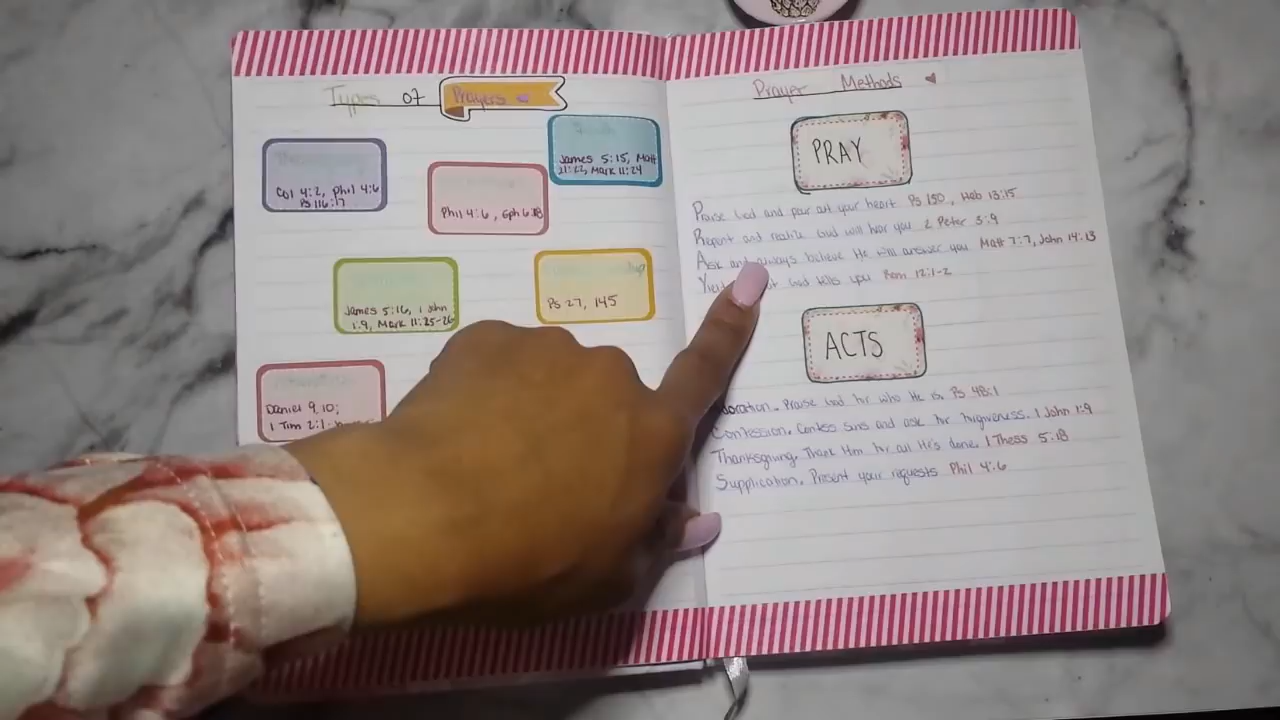 Types of Prayers
Col 4:2, Phil 4:6
Ps 116:17
Phil 4:6, Eph 6:18
James 5:15, Matt
21:22, Mark 11:24
James 5:16, 1 John
1:9, Mark 11:25-26
Ps 27, 145
Daniel 9, 10;
1 Tim 2:1-
Prayer Methods
PRAY
Praise God and pour out your heart Ps 150, Heb 13:15
Repent and realize God will hear you 2 Peter 3:9
Ask and always believe He will answer you Matt 7:7, John 14:13
Yield God tells you Rom 12:1-2
ACTS
doration. Praise God for who He is. Ps 48:1
Confession. Confess sins and ask for forgiveness. 1 John 1:9
Thanksgiving. Thank Him for all He's done. 1 Thess 5:18
Supplication. Present your requests Phil 4:6